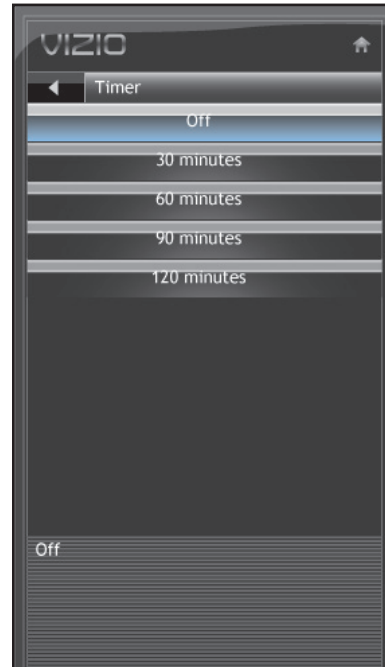 VIZIO
Timer
Off
30 minutes
60 minutes
90 minutes
120 minutes
Off